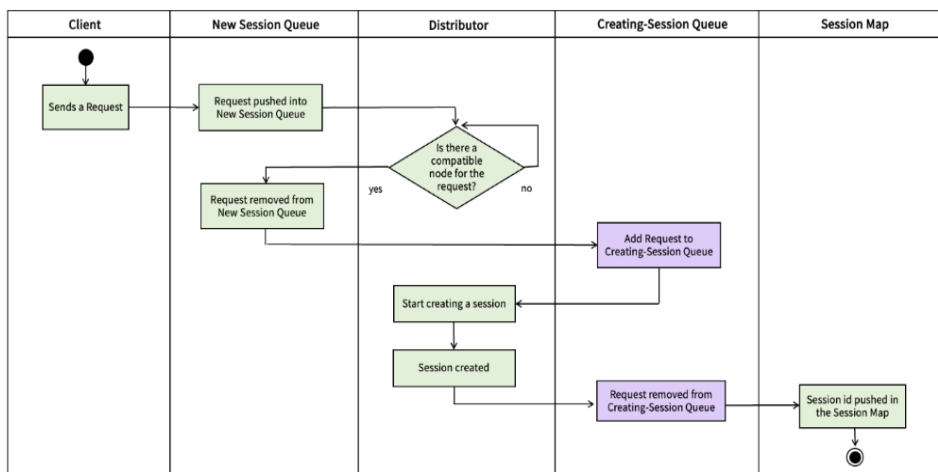 Client
New Session Queue
Distributor
Creating-Session Queue
Session Map
Sends a Request
Request pushed into
New Session Queue
Is there a
compatible
node for the
request?
yes
no
Request removed from
New Session Queue
Add Request to
Creating-Session Queue
Start creating a session
Session created
Request removed from
Creating-Session Queue
Session id pushed in
the Session Map